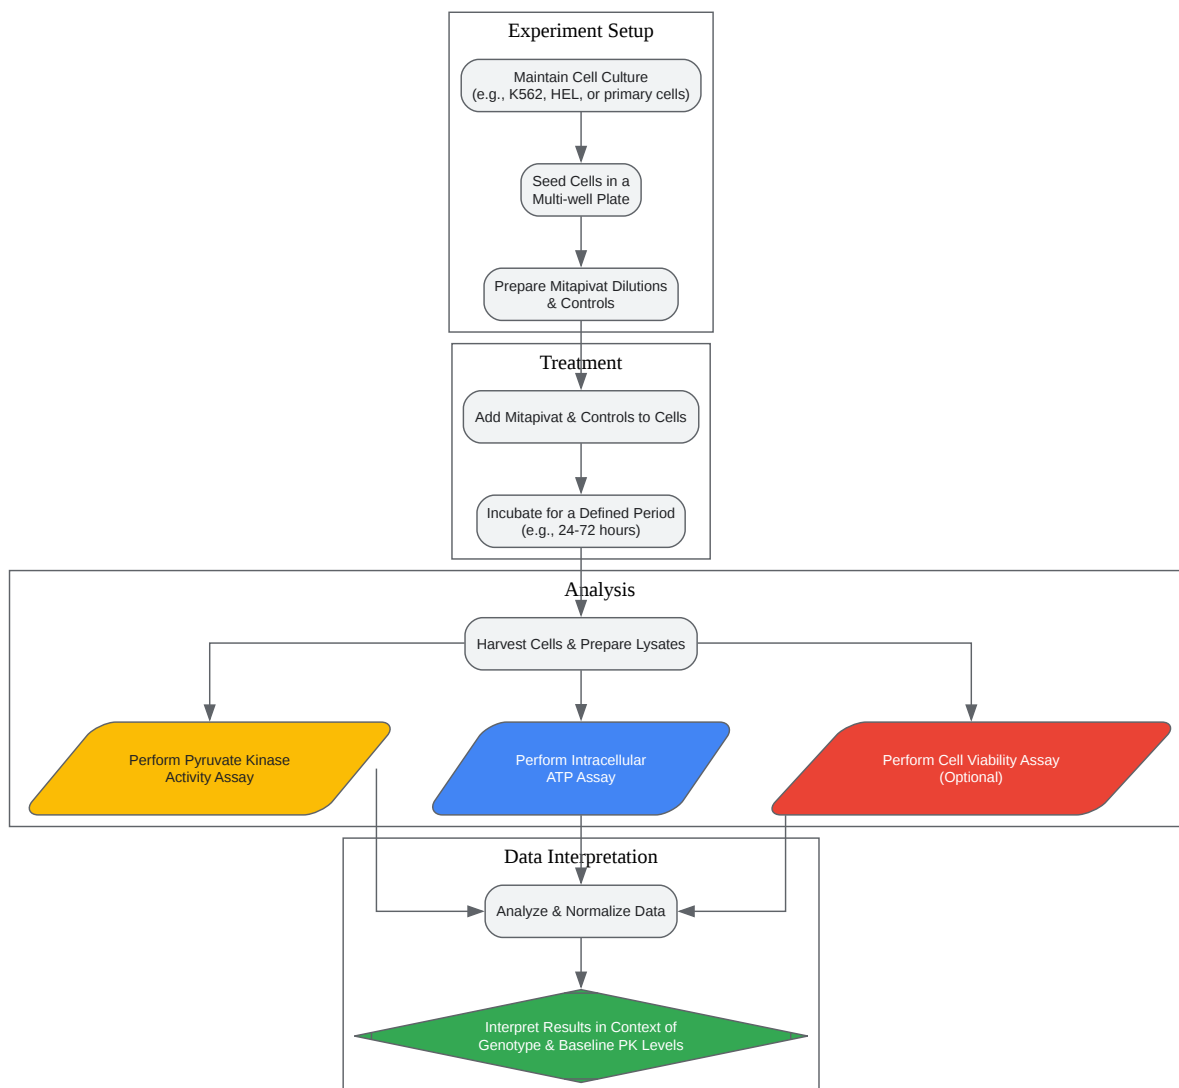 Experiment Setup
Maintain Cell Culture
(e.g., K562, HEL, or primary cells)
Seed Cells in a
Multi-well Plate
Prepare Mitapivat Dilutions
& Controls
Treatment
Add Mitapivat & Controls to Cells
Incubate for a Defined Period
(e.g., 24-72 hours)
Analysis
Harvest Cells & Prepare Lysates
Perform Pyruvate Kinase
Activity Assay
Perform Intracellular
ATP Assay
Perform Cell Viability Assay
(Optional)
Data Interpretation
Analyze & Normalize Data
Interpret Results in Context of
Genotype & Baseline PK Levels